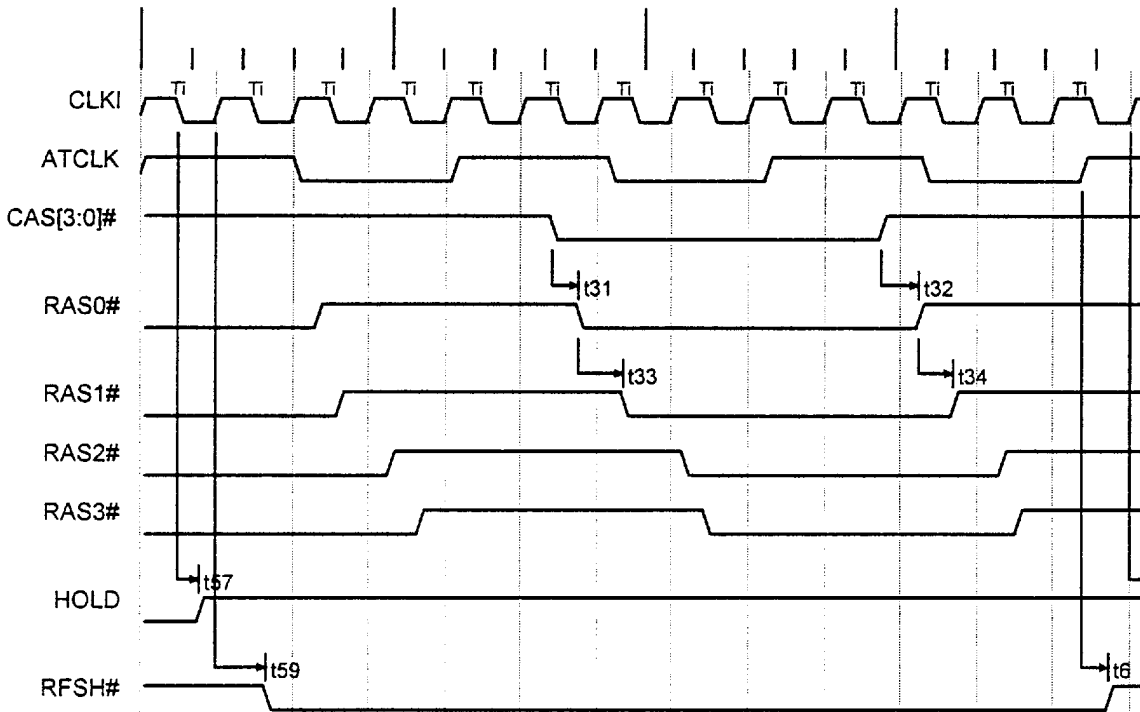 Ti Ti Ti Ti Ti Ti Ti Ti Ti Ti Ti Ti Ti
CLKI
ATCLK
CAS[3:0]#
t31 t32
RAS0#
t33 t34
RAS1#
RAS2#
RAS3#
t57
HOLD
t59 t6
RFSH#